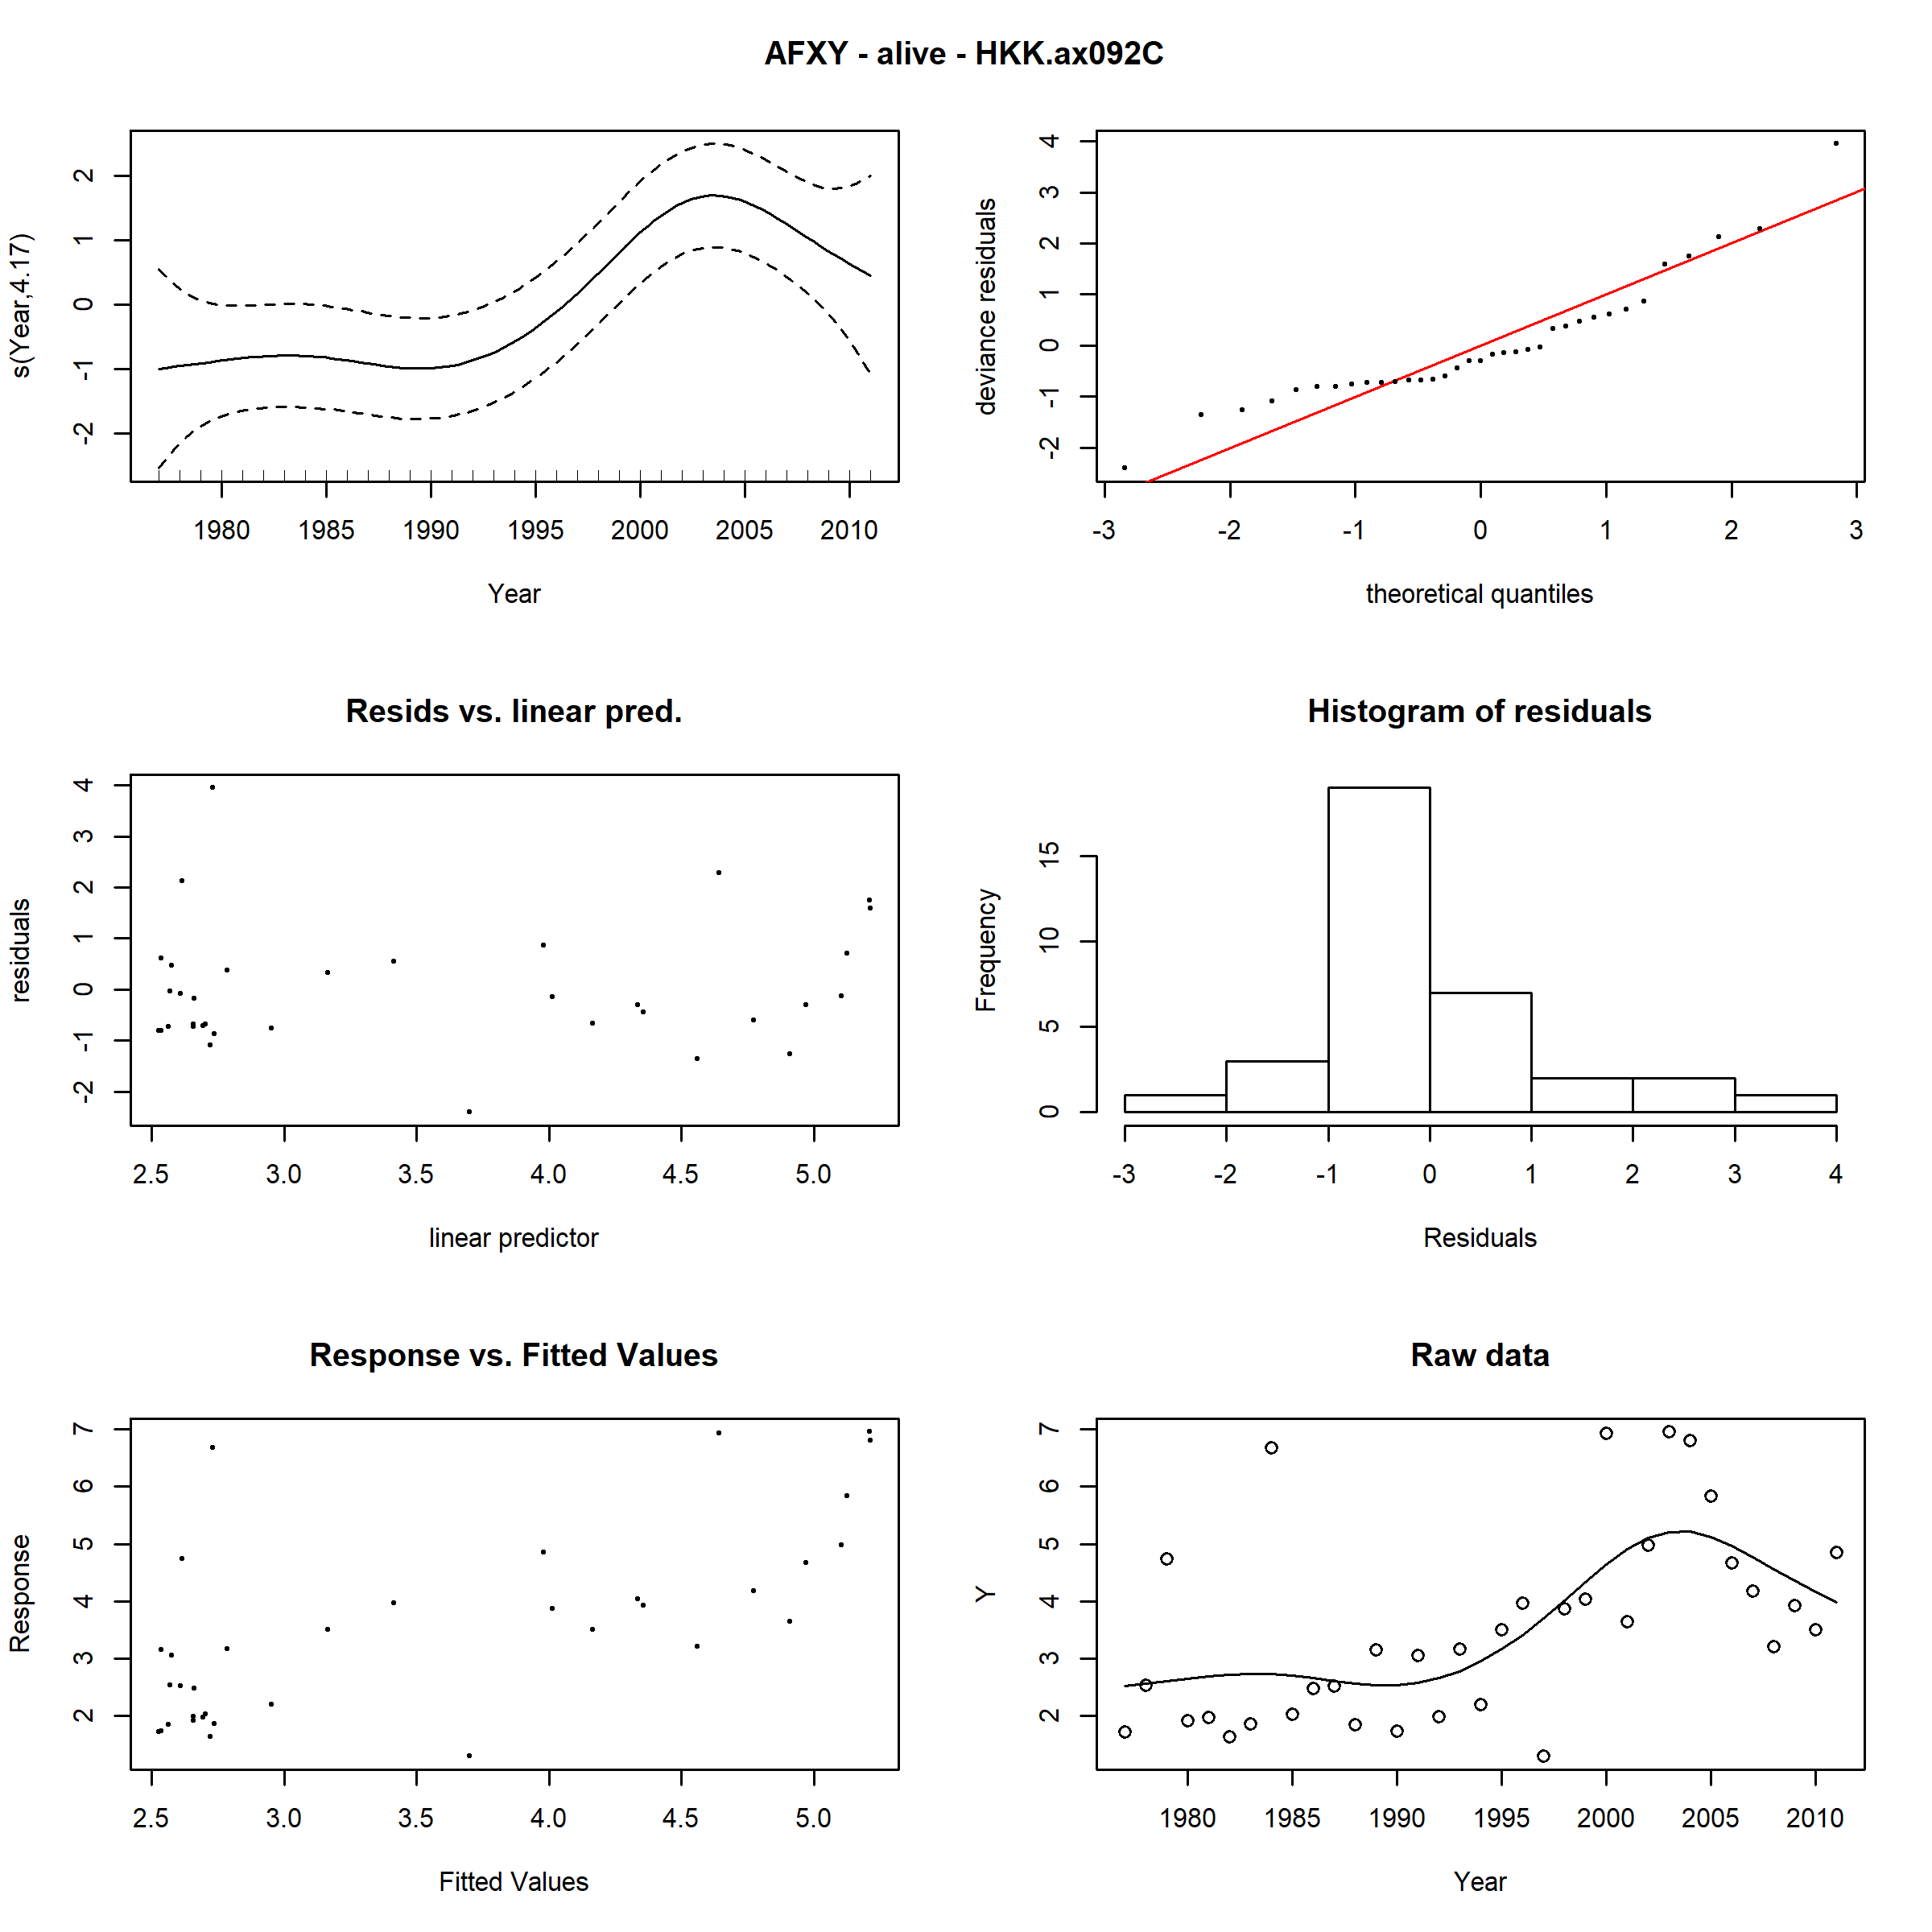 AFXY - alive - HKK.ax092C
s(Year,4.17)
2
1
0
-1
-2
1980 1985 1990 1995 2000 2005 2010
Year
deviance residuals
4
3
2
1
0
-1
-2
-3 -2 -1 0 1 2 3
theoretical quantiles
Resids vs. linear pred.
residuals
4
3
2
1
0
-1
-2
2.5 3.0 3.5 4.0 4.5 5.0
linear predictor
Histogram of residuals
Frequency
15
10
5
0
-3 -2 -1 0 1 2 3 4
Residuals
Response vs. Fitted Values
Response
7
6
5
4
3
2
2.5 3.0 3.5 4.0 4.5 5.0
Fitted Values
Raw data
Y
7
6
5
4
3
2
1980 1985 1990 1995 2000 2005 2010
Year